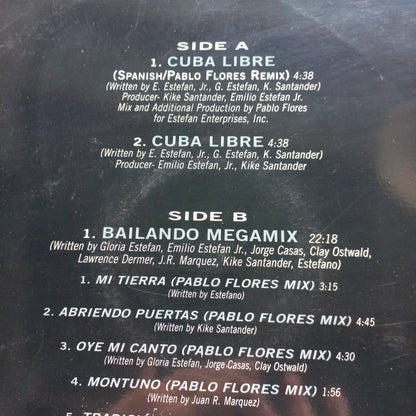 SIDE A
1. CUBA LIBRE
(SPANISH/PABLO FLORES REMIX) 4:38
(Written by E. Estefan, Jr., G. Estefan, K. Santander)
Producer- Kike Santander, Emilio Estefan Jr.
Mix and Additional Production by Pablo Flores
for Estefan Enterprises, Inc.
2. CUBA LIBRE 4:38
(Written by E. Estefan, Jr., G. Estefan, K. Santander)
Producer- Emilio Estefan, Jr., Kike Santander
SIDE B
1. BAILANDO MEGAMIX 22:18
(Written by Gloria Estefan, Emilio Estefan Jr., Jorge Casas, Clay Ostwald,
Lawrence Dermer, J.R. Marquez, Kike Santander, Estefano)
1. MI TIERRA (PABLO FLORES MIX) 3:15
(Written by Estefano)
2. ABRIENDO PUERTAS (PABLO FLORES MIX) 4:45
(Written by Kike Santander)
3. OYE MI CANTO (PABLO FLORES MIX) 4:30
(Written by Gloria Estefan, Jorge Casas, Clay Ostwald)
4. MONTUNO (PABLO FLORES MIX) 1:56
(Written by Juan R. Marquez)